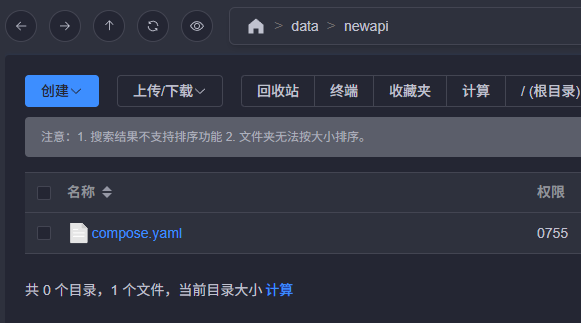 data > newapi
创建 上传/下载 回收站 终端 收藏夹 计算 / (根目录)
注意：1. 搜索结果不支持排序功能 2. 文件夹无法按大小排序。
名称 权限
compose.yaml 0755
共 0 个目录，1 个文件，当前目录大小 计算